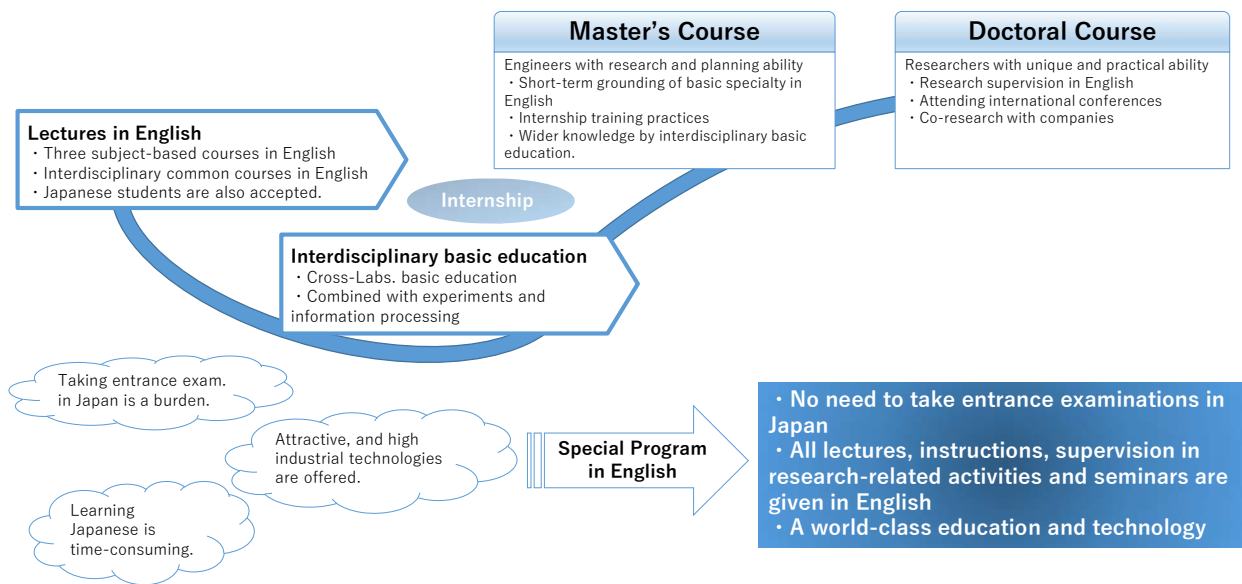 Master's Course
Engineers with research and planning ability
・Short-term grounding of basic specialty in
English
・Internship training practices
・Wider knowledge by interdisciplinary basic
education.
Doctoral Course
Researchers with unique and practical ability
・Research supervision in English
・Attending international conferences
・Co-research with companies
Lectures in English
・Three subject-based courses in English
・Interdisciplinary common courses in English
・Japanese students are also accepted.
Internship
Interdisciplinary basic education
・Cross-Labs. basic education
・Combined with experiments and
information processing
Taking entrance exam.
in Japan is a burden.
Attractive, and high
industrial technologies
are offered.
Learning
Japanese is
time-consuming.
Special Program
in English
・No need to take entrance examinations in
Japan
・All lectures, instructions, supervision in
research-related activities and seminars are
given in English
・A world-class education and technology